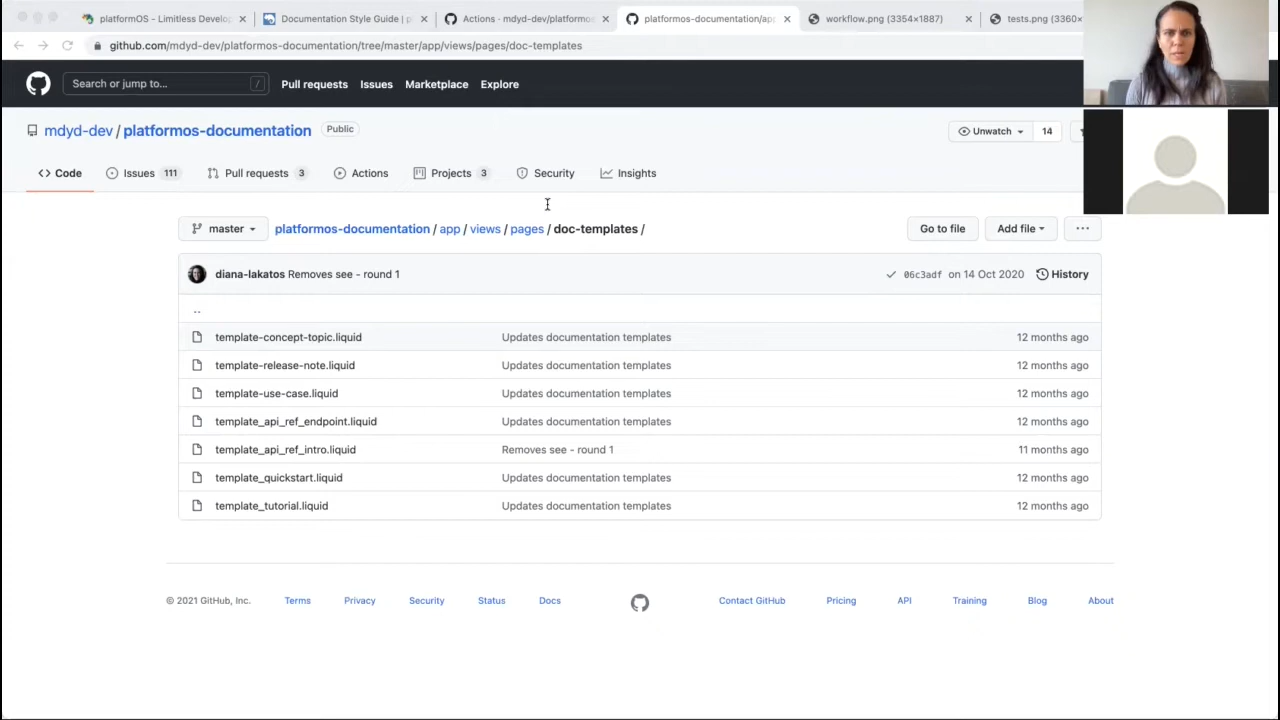 platformOS - Limitless Develop
Documentation Style Guide | p
Actions · mdyd-dev/platformos
platformos-documentation/app
workflow.png (3354×1887)
tests.png (3360×
github.com/mdyd-dev/platformos-documentation/tree/master/app/views/pages/doc-templates
Search or jump to...
/
Pull requests
Issues
Marketplace
Explore
mdyd-dev / platformos-documentation
Public
Unwatch
14
Code
Issues 111
Pull requests 3
Actions
Projects 3
Security
Insights
master
platformos-documentation / app / views / pages / doc-templates /
Go to file
Add file
...
diana-lakatos Removes see - round 1
06c3adf on 14 Oct 2020
History
..
template-concept-topic.liquid Updates documentation templates 12 months ago
template-release-note.liquid Updates documentation templates 12 months ago
template-use-case.liquid Updates documentation templates 12 months ago
template_api_ref_endpoint.liquid Updates documentation templates 12 months ago
template_api_ref_intro.liquid Removes see - round 1 11 months ago
template_quickstart.liquid Updates documentation templates 12 months ago
template_tutorial.liquid Updates documentation templates 12 months ago
© 2021 GitHub, Inc.
Terms
Privacy
Security
Status
Docs
Contact GitHub
Pricing
API
Training
Blog
About